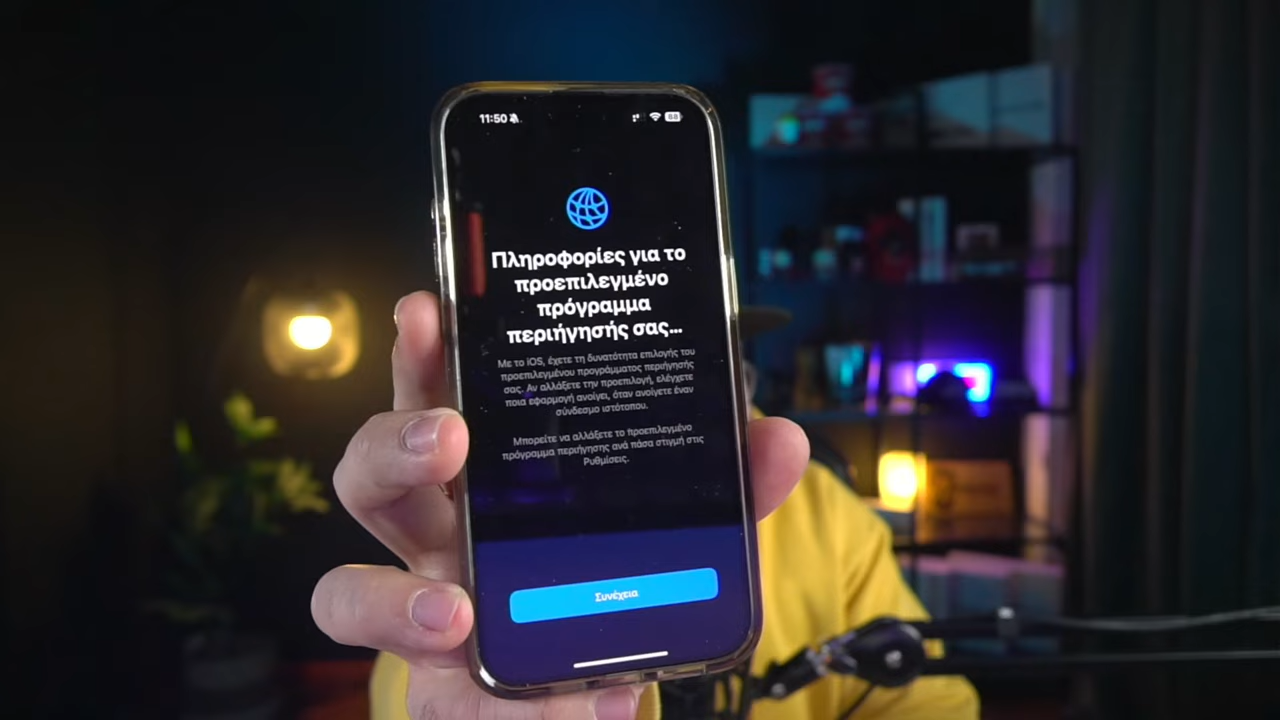 11:50
88
Πληροφορίες για το
προεπιλεγμένο
πρόγραμμα
περιήγησής σας...
Με το iOS, έχετε τη δυνατότητα επιλογής του
προεπιλεγμένου προγράμματος περιήγησής
σας. Αν αλλάξετε την προεπιλογή, ελέγχετε
ποια εφαρμογή ανοίγει, όταν ανοίγετε έναν
σύνδεσμο ιστότοπου.
Μπορείτε να αλλάξετε το προεπιλεγμένο
πρόγραμμα περιήγησης ανά πάσα στιγμή στις
Ρυθμίσεις.
Συνέχεια